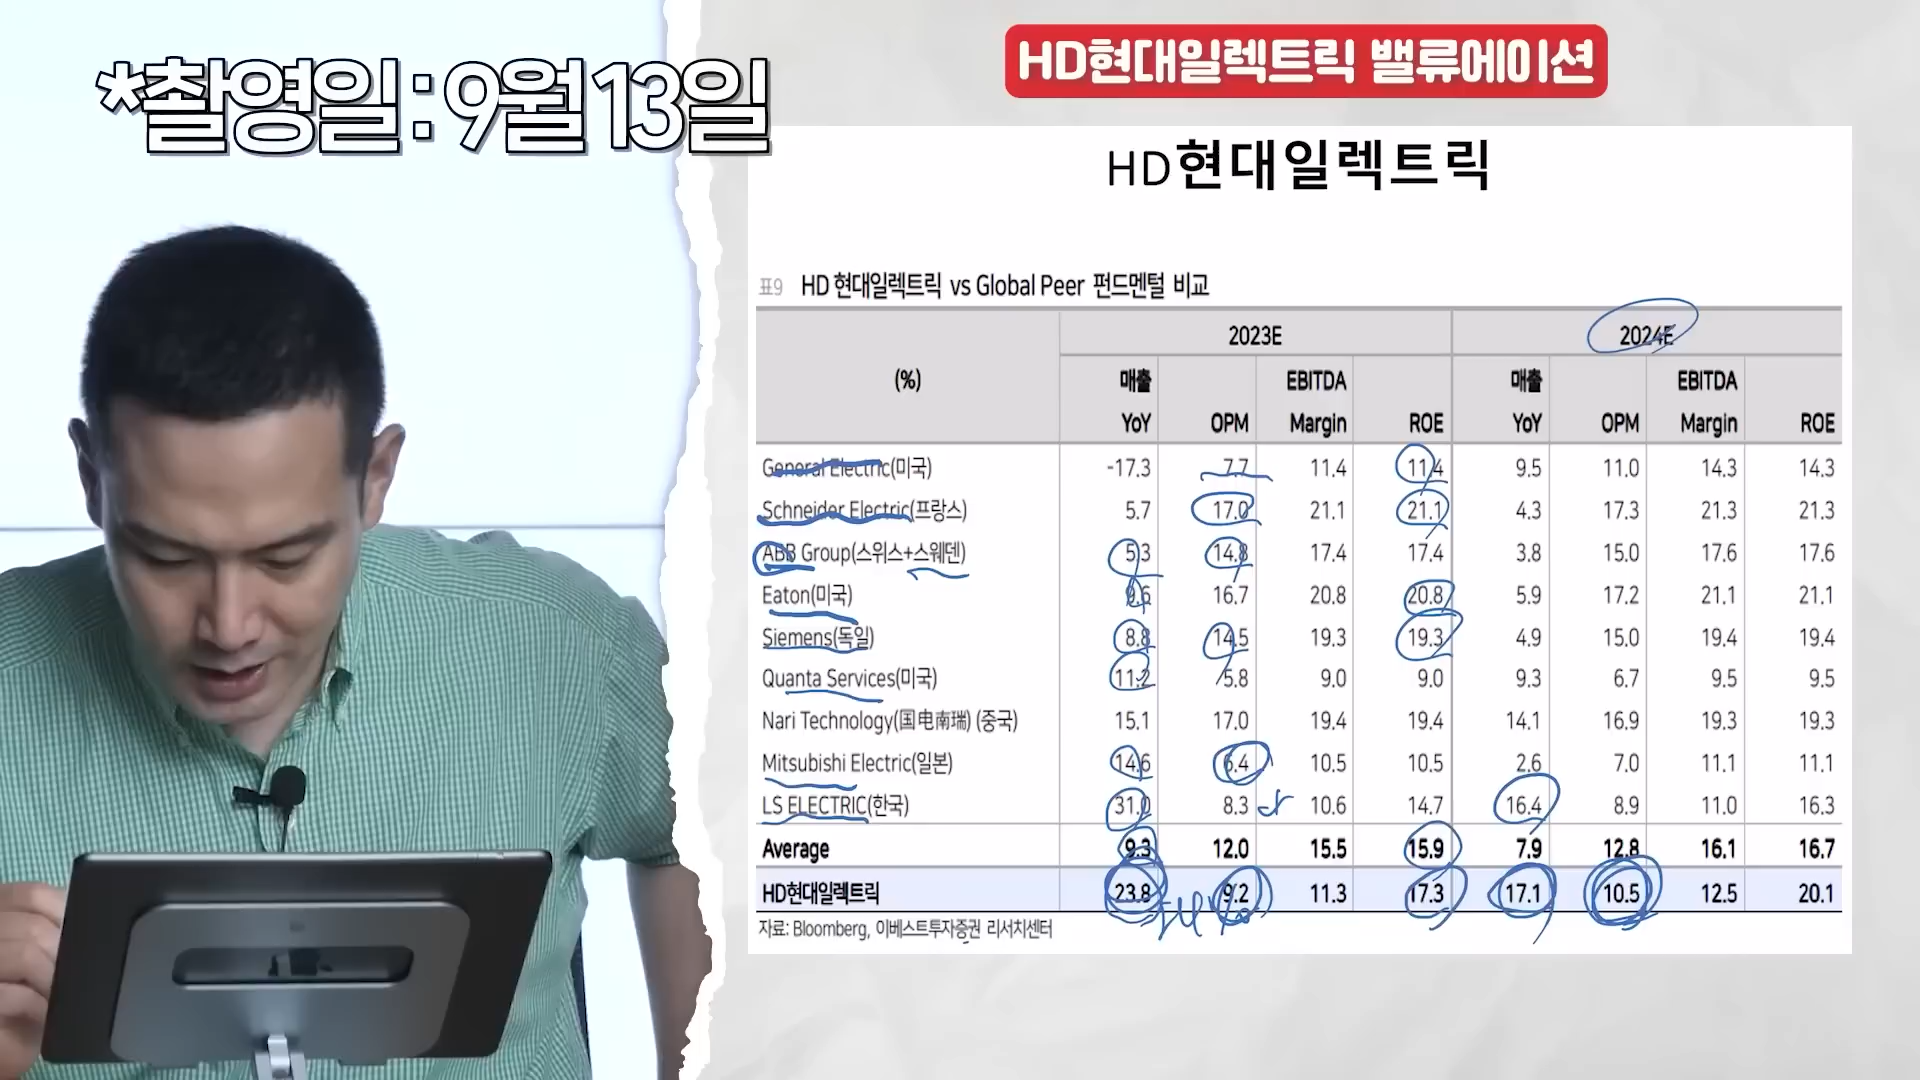 *촬영일 : 9월 13일
HD현대일렉트릭 밸류에이션
HD현대일렉트릭
표9 HD 현대일렉트릭 vs Global Peer 펀드멘털 비교
2023E 2024E
(%) 매출 YoY OPM EBITDA Margin ROE 매출 YoY OPM EBITDA Margin ROE
General Electric(미국) -17.3 7.7 11.4 11.4 9.5 11.0 14.3 14.3
Schneider Electric(프랑스) 5.7 17.0 21.1 21.1 4.3 17.3 21.3 21.3
ABB Group(스위스+스웨덴) 5.3 14.8 17.4 17.4 3.8 15.0 17.6 17.6
Eaton(미국) 9.6 16.7 20.8 20.8 5.9 17.2 21.1 21.1
Siemens(독일) 8.8 14.5 19.3 19.3 4.9 15.0 19.4 19.4
Quanta Services(미국) 11.2 5.8 9.0 9.0 9.3 6.7 9.5 9.5
Nari Technology(国电南瑞) (중국) 15.1 17.0 19.4 19.4 14.1 16.9 19.3 19.3
Mitsubishi Electric(일본) 14.6 6.4 10.5 10.5 2.6 7.0 11.1 11.1
LS ELECTRIC(한국) 31.0 8.3 10.6 14.7 16.4 8.9 11.0 16.3
Average 9.3 12.0 15.5 15.9 7.9 12.8 16.1 16.7
HD현대일렉트릭 23.8 9.2 11.3 17.3 17.1 10.5 12.5 20.1
자료: Bloomberg, 이베스트투자증권 리서치센터